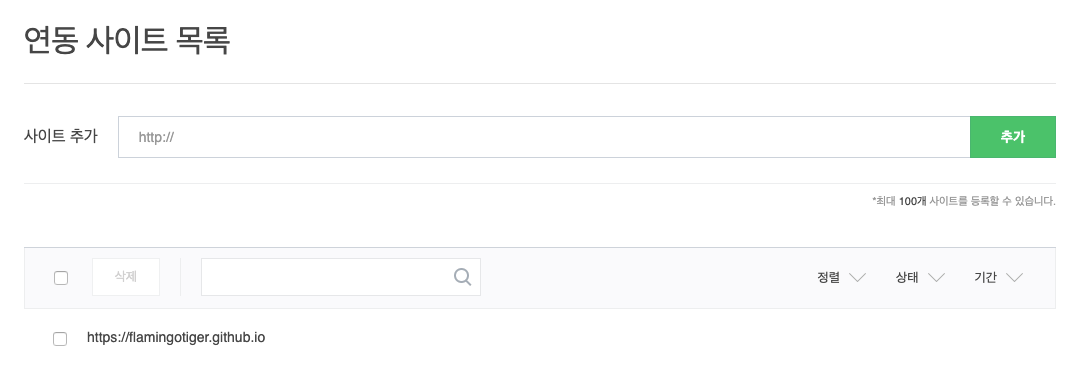 연동 사이트 목록
사이트 추가 http:// 추가
*최대 100개 사이트를 등록할 수 있습니다.
삭제 정렬 상태 기간
https://flamingotiger.github.io